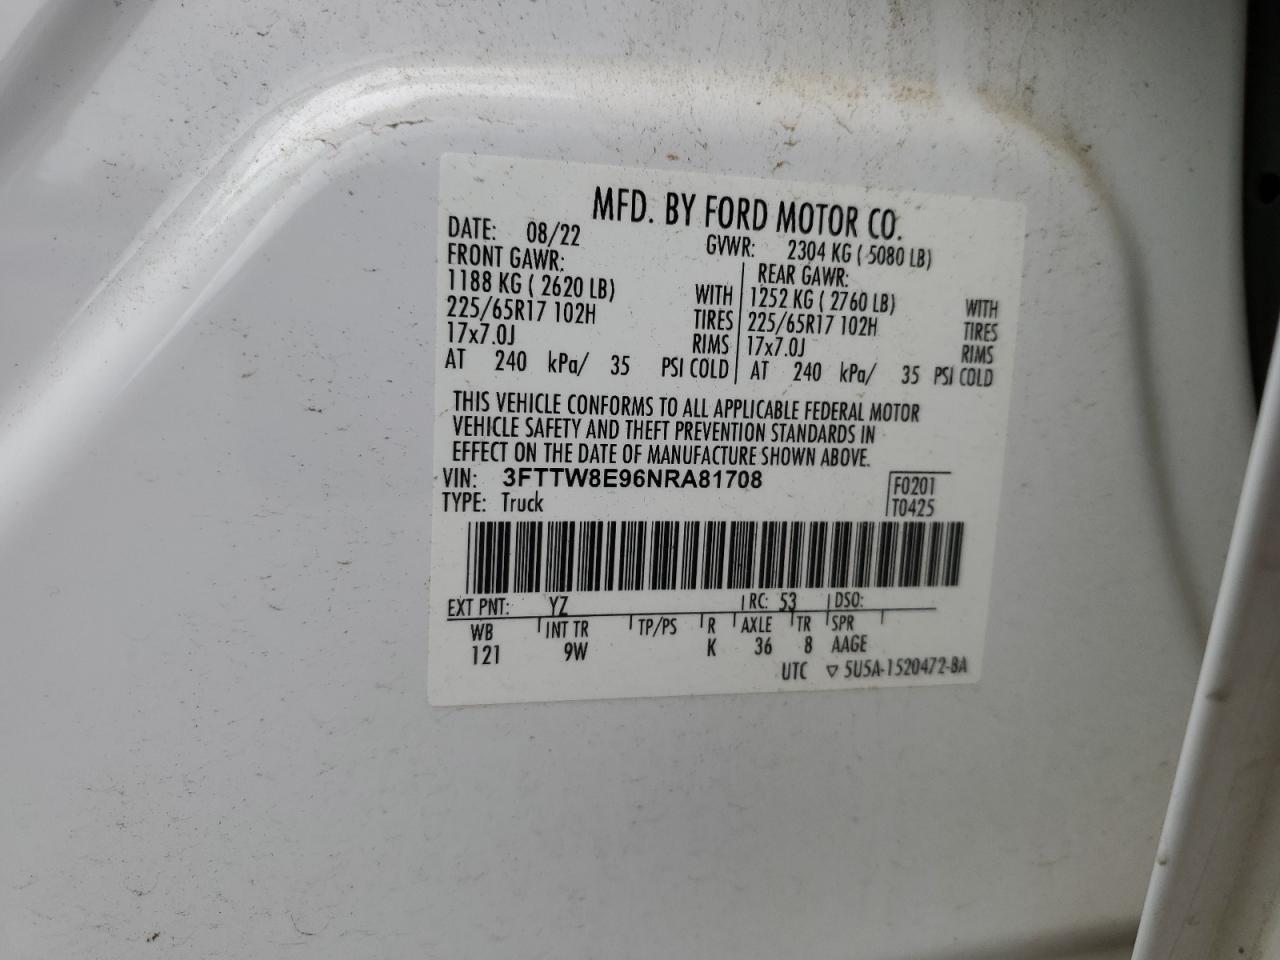 MFD. BY FORD MOTOR CO.
DATE: 08/22 GVWR: 2304 KG ( 5080 LB)
FRONT GAWR: REAR GAWR:
1188 KG ( 2620 LB) WITH 1252 KG ( 2760 LB) WITH
225/65R17 102H TIRES 225/65R17 102H TIRES
17x7.0J RIMS 17x7.0J RIMS
AT 240 kPa/ 35 PSI COLD AT 240 kPa/ 35 PSI COLD
THIS VEHICLE CONFORMS TO ALL APPLICABLE FEDERAL MOTOR
VEHICLE SAFETY AND THEFT PREVENTION STANDARDS IN
EFFECT ON THE DATE OF MANUFACTURE SHOWN ABOVE.
VIN: 3FTTW8E96NRA81708 F0201
TYPE: Truck T0425
EXT PNT: YZ RC: 53 DSO:
WB INT TR TP/PS R AXLE TR SPR
121 9W K 36 8 AAGE
UTC ▽ 5U5A-1520472-BA